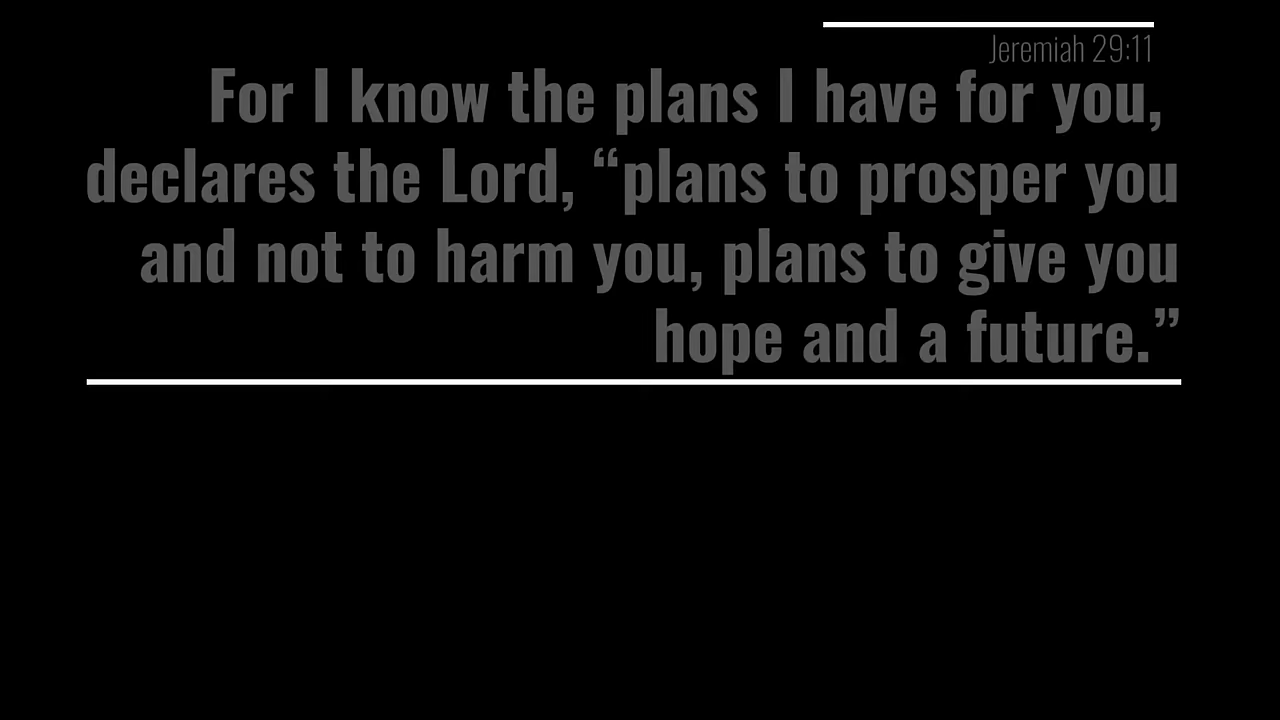 Jeremiah 29:11
For I know the plans I have for you,
declares the Lord, “plans to prosper you
and not to harm you, plans to give you
hope and a future.”